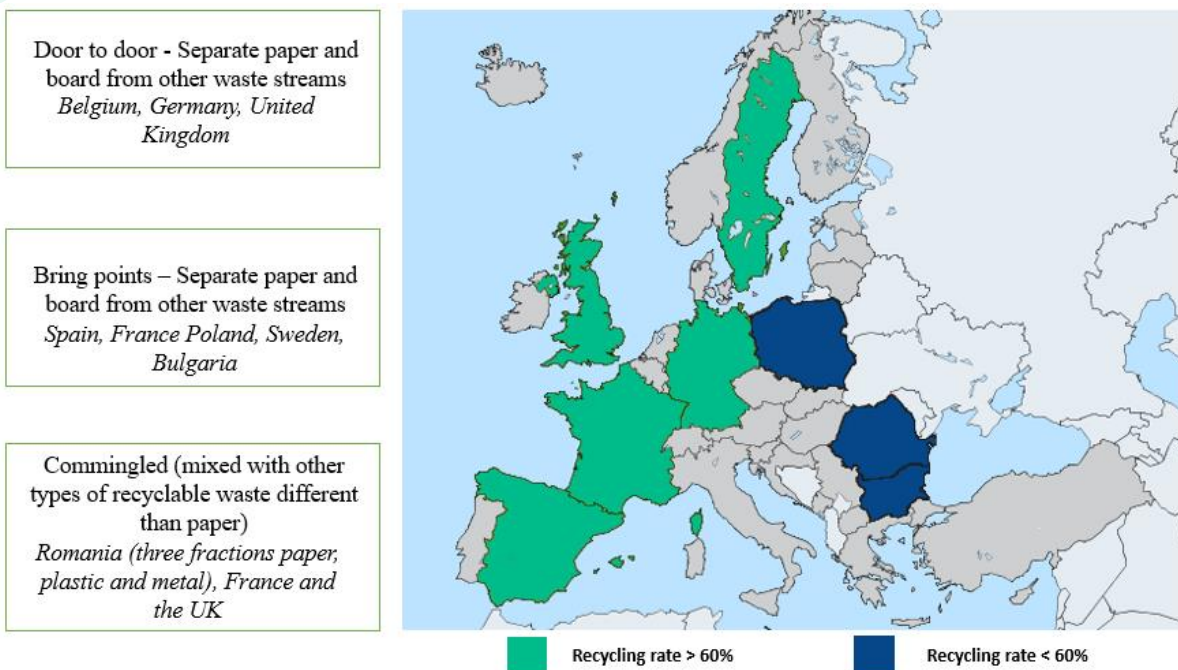 Door to door - Separate paper and
board from other waste streams
Belgium, Germany, United
Kingdom
Bring points – Separate paper and
board from other waste streams
Spain, France Poland, Sweden,
Bulgaria
Commingled (mixed with other
types of recyclable waste different
than paper)
Romania (three fractions paper,
plastic and metal), France and
the UK
Recycling rate > 60%
Recycling rate < 60%